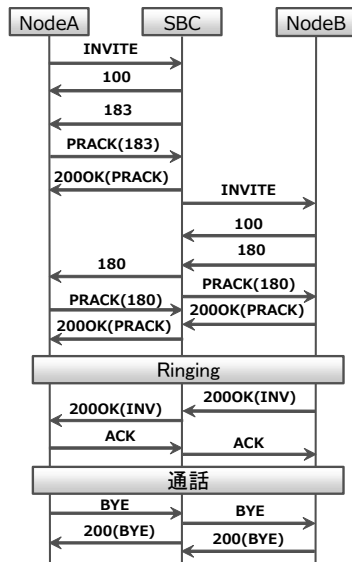 NodeA SBC NodeB
INVITE
100
183
PRACK(183)
200OK(PRACK)
INVITE
100
180
180
PRACK(180)
PRACK(180)
200OK(PRACK)
200OK(PRACK)
Ringing
200OK(INV)
200OK(INV)
ACK
ACK
通話
BYE
BYE
200(BYE)
200(BYE)